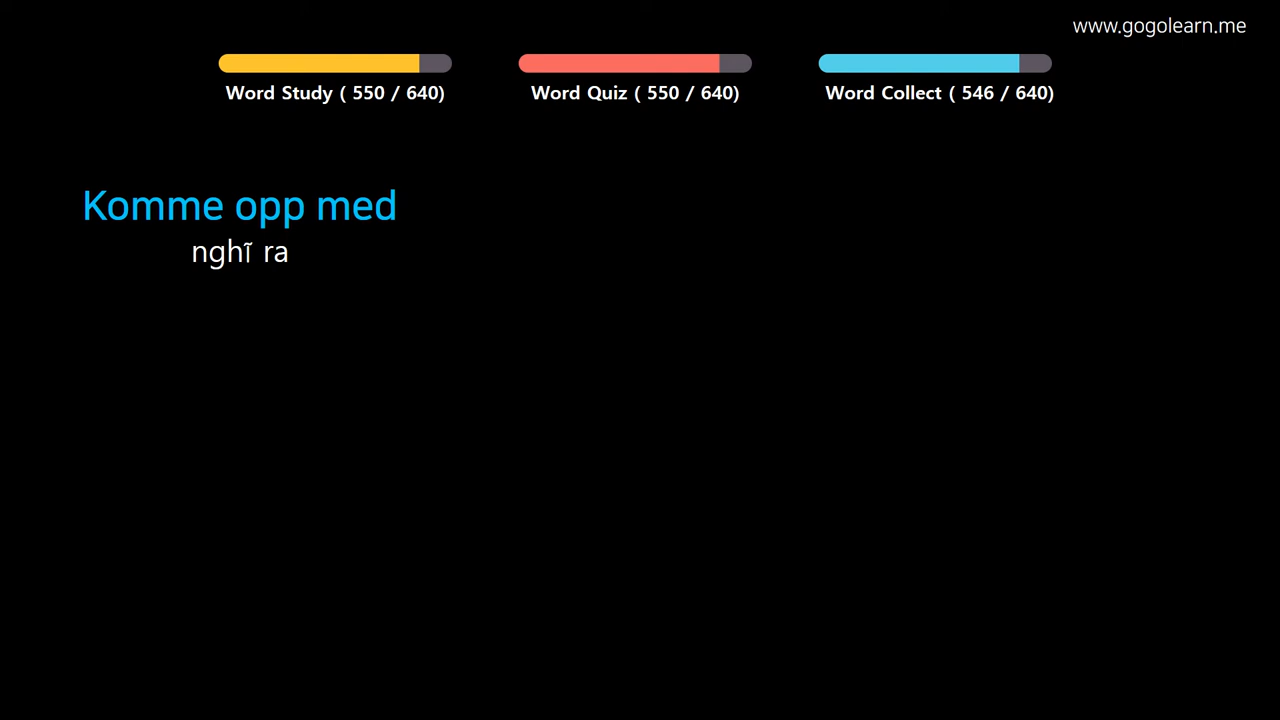 www.gogolearn.me
Word Study ( 550 / 640)
Word Quiz ( 550 / 640)
Word Collect ( 546 / 640)
Komme opp med
nghĩ ra